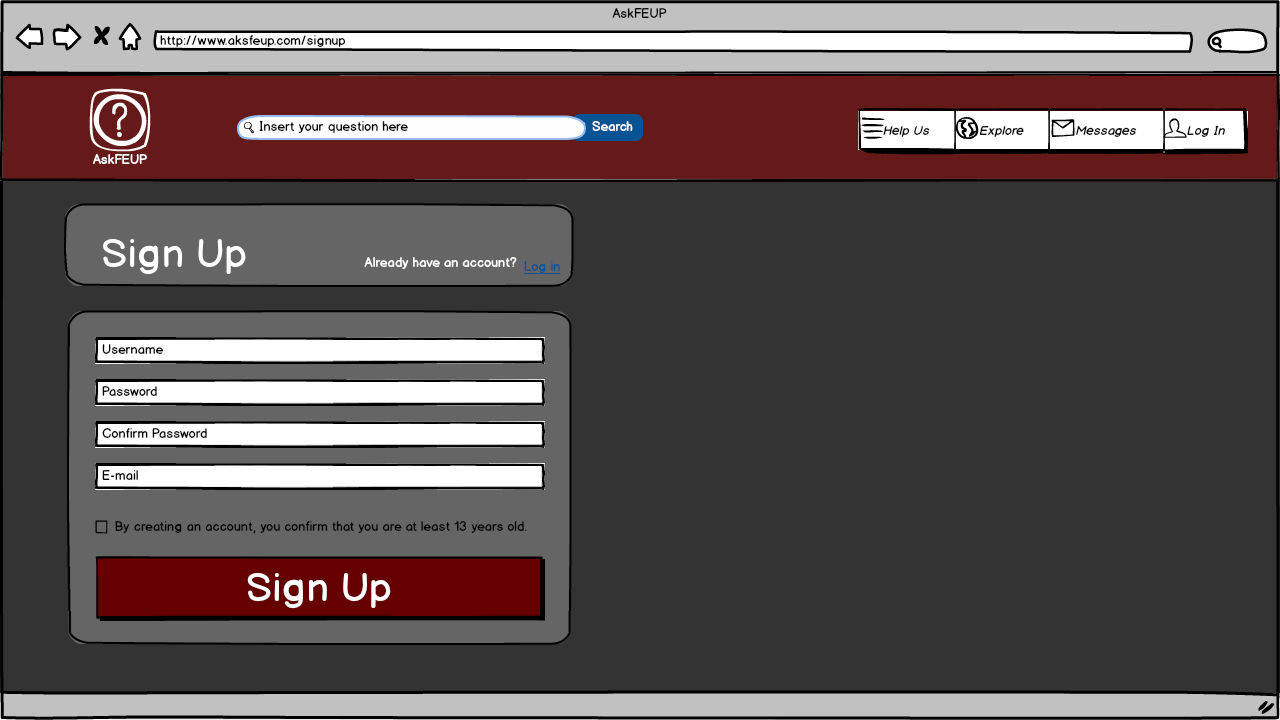 AskFEUP
http://www.aksfeup.com/signup
AskFEUP
Insert your question here
Search
Help Us
Explore
Messages
Log In
Sign Up
Already have an account?
Log in
Username
Password
Confirm Password
E-mail
By creating an account, you confirm that you are at least 13 years old.
Sign Up